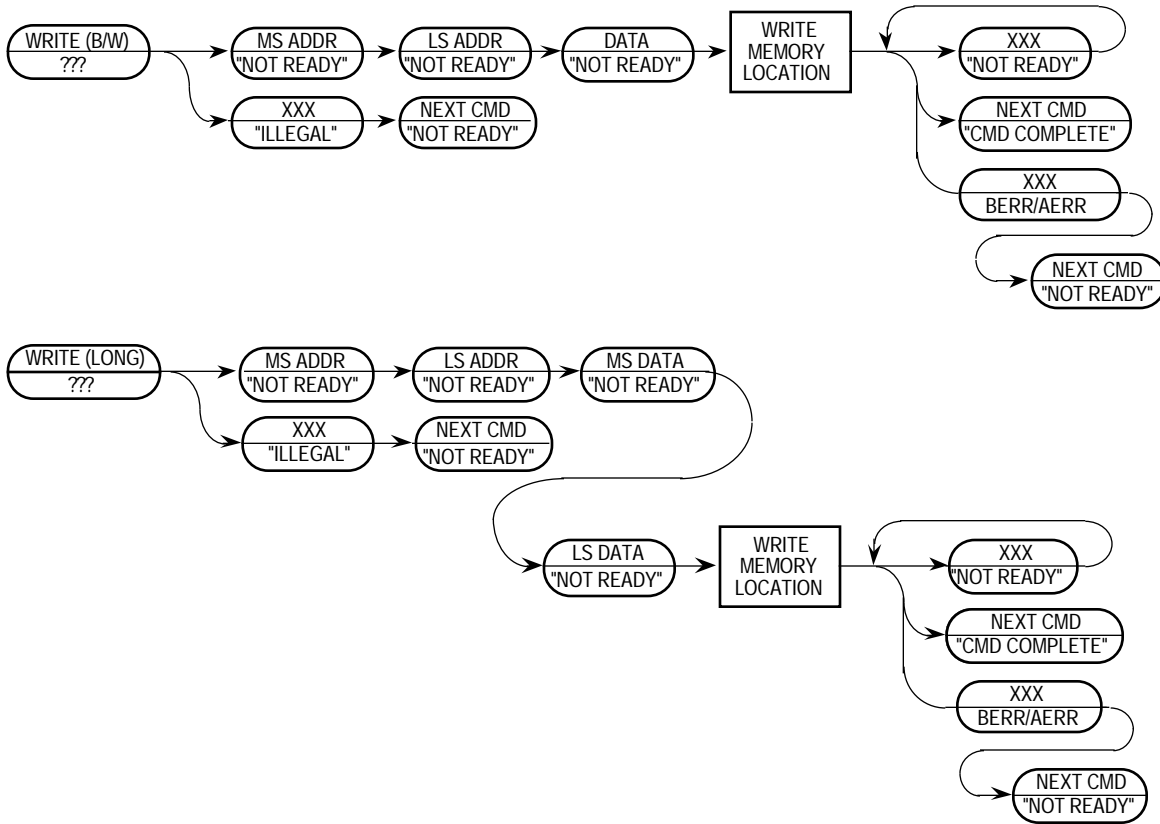 WRITE (B/W)
???
MS ADDR
"NOT READY"
LS ADDR
"NOT READY"
DATA
"NOT READY"
WRITE
MEMORY
LOCATION
XXX
"NOT READY"
XXX
"ILLEGAL"
NEXT CMD
"NOT READY"
NEXT CMD
"CMD COMPLETE"
XXX
BERR/AERR
NEXT CMD
"NOT READY"
WRITE (LONG)
???
MS ADDR
"NOT READY"
LS ADDR
"NOT READY"
MS DATA
"NOT READY"
XXX
"ILLEGAL"
NEXT CMD
"NOT READY"
LS DATA
"NOT READY"
WRITE
MEMORY
LOCATION
XXX
"NOT READY"
NEXT CMD
"CMD COMPLETE"
XXX
BERR/AERR
NEXT CMD
"NOT READY"